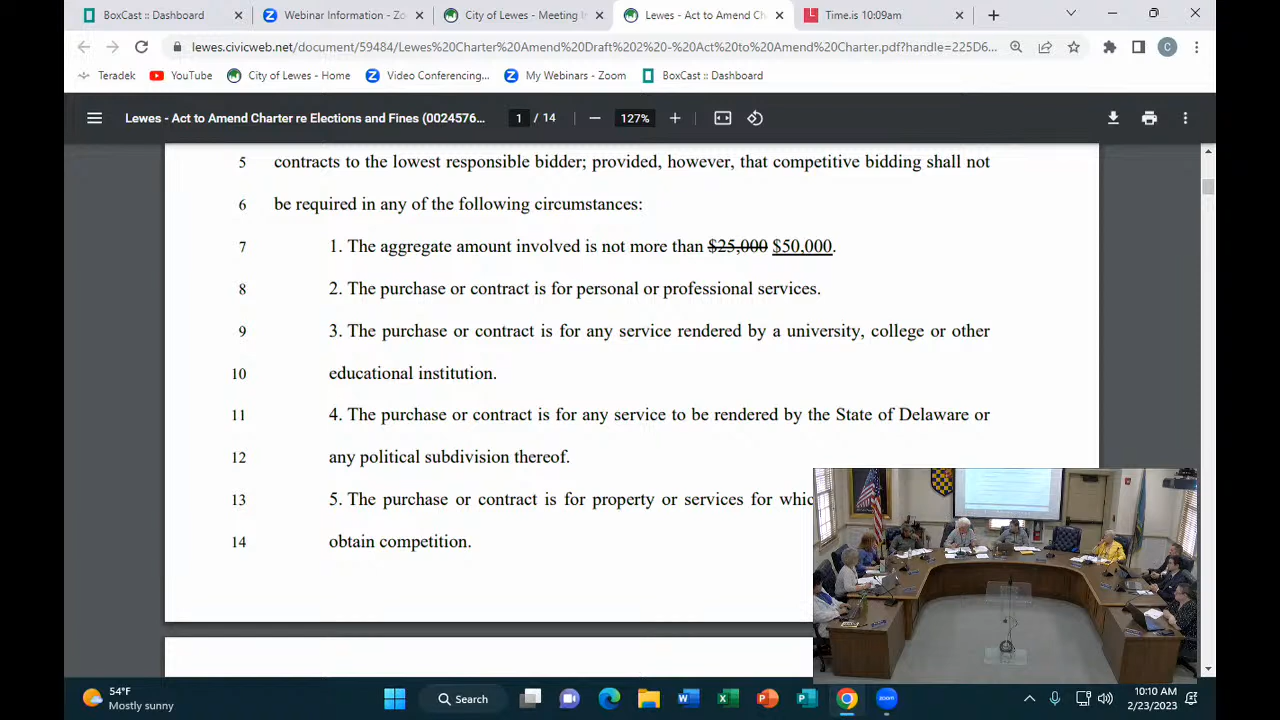 BoxCast :: Dashboard
Webinar Information - Zo
City of Lewes - Meeting I
Lewes - Act to Amend Ch
Time.is 10:09am
lewes.civicweb.net/document/59484/Lewes%20Charter%20Amend%20Draft%202%20-%20Act%20to%20Amend%20Charter.pdf?handle=225D6...
C
Teradek
YouTube
City of Lewes - Home
Video Conferencing...
My Webinars - Zoom
BoxCast :: Dashboard
Lewes - Act to Amend Charter re Elections and Fines (0024576...
1 / 14
127%
5 contracts to the lowest responsible bidder; provided, however, that competitive bidding shall not
6 be required in any of the following circumstances:
7 1. The aggregate amount involved is not more than $25,000 $50,000.
8 2. The purchase or contract is for personal or professional services.
9 3. The purchase or contract is for any service rendered by a university, college or other
10 educational institution.
11 4. The purchase or contract is for any service to be rendered by the State of Delaware or
12 any political subdivision thereof.
13 5. The purchase or contract is for property or services for whic
14 obtain competition.
54°F
Mostly sunny
Search
zoom
10:10 AM
2/23/2023